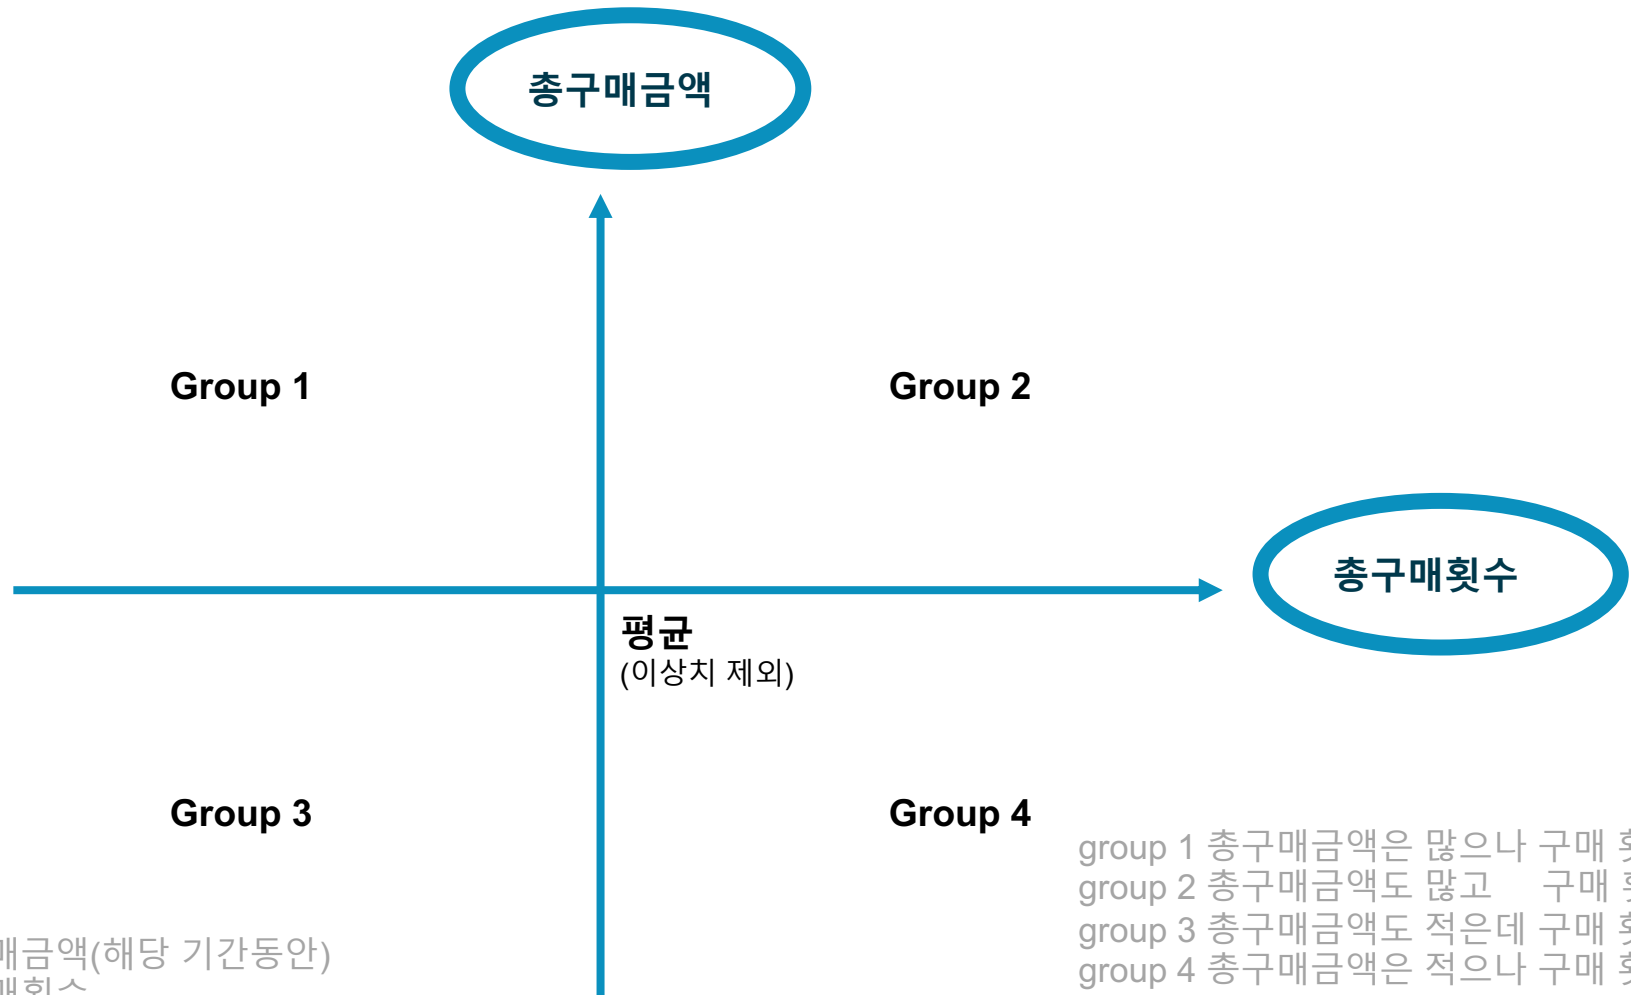 총구매금액
Group 1
Group 2
총구매횟수
평균
(이상치 제외)
Group 3
Group 4
group 1 총구매금액은 많으나 구매
group 2 총구매금액도 많고 구매
group 3 총구매금액도 적은데 구매
group 4 총구매금액은 적으나 구매
매금액(해당 기간동안)